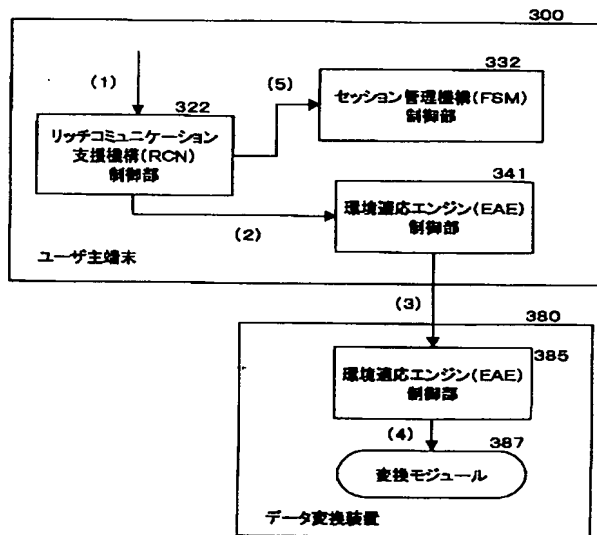 300
(1)
322
リッチコミュニケーション
支援機構(RCN)
制御部
(5)
332
セッション管理機構(FSM)
制御部
(2)
341
環境適応エンジン(EAE)
制御部
ユーザ主端末
(3)
380
385
環境適応エンジン(EAE)
制御部
(4)
387
変換モジュール
データ変換装置